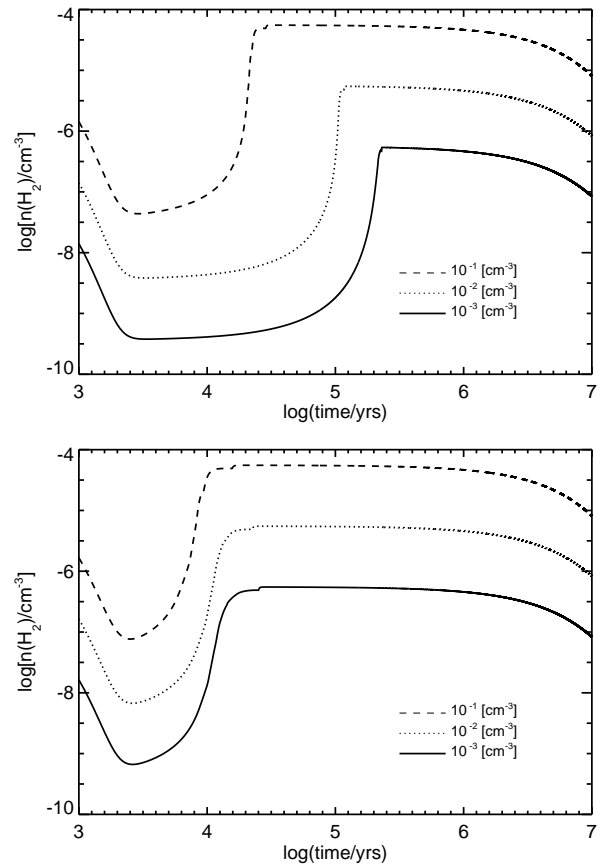 -4
-6
-8
-10
log[n(H2)/cm-3]
10-1 [cm-3]
10-2 [cm-3]
10-3 [cm-3]
3 4 5 6 7
log(time/yrs)
-4
-6
-8
-10
log[n(H2)/cm-3]
10-1 [cm-3]
10-2 [cm-3]
10-3 [cm-3]
3 4 5 6 7
log(time/yrs)